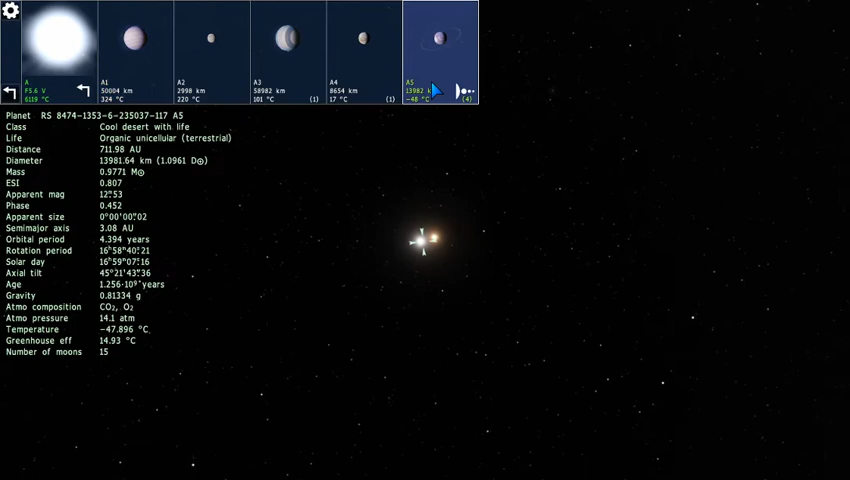 A
F5.6 V
6119 °C
A1
50004 km
324 °C
A2
2998 km
220 °C
A3
58982 km
101 °C (1)
A4
8654 km
17 °C (1)
A5
13982 k
-48 °C (4)
Planet RS 8474-1353-6-235037-117 A5
Class Cool desert with life
Life Organic unicellular (terrestrial)
Distance 711.98 AU
Diameter 13981.64 km (1.0961 D⊕)
Mass 0.9771 M⊕
ESI 0.807
Apparent mag 12ᵐ53
Phase 0.452
Apparent size 0°00'00"02
Semimajor axis 3.08 AU
Orbital period 4.394 years
Rotation period 16ʰ58ᵐ40ˢ21
Solar day 16ʰ59ᵐ07ˢ16
Axial tilt 45°21'43"36
Age 1.256·10⁹ years
Gravity 0.81334 g
Atmo composition CO₂, O₂
Atmo pressure 14.1 atm
Temperature -47.896 °C
Greenhouse eff 14.93 °C
Number of moons 15